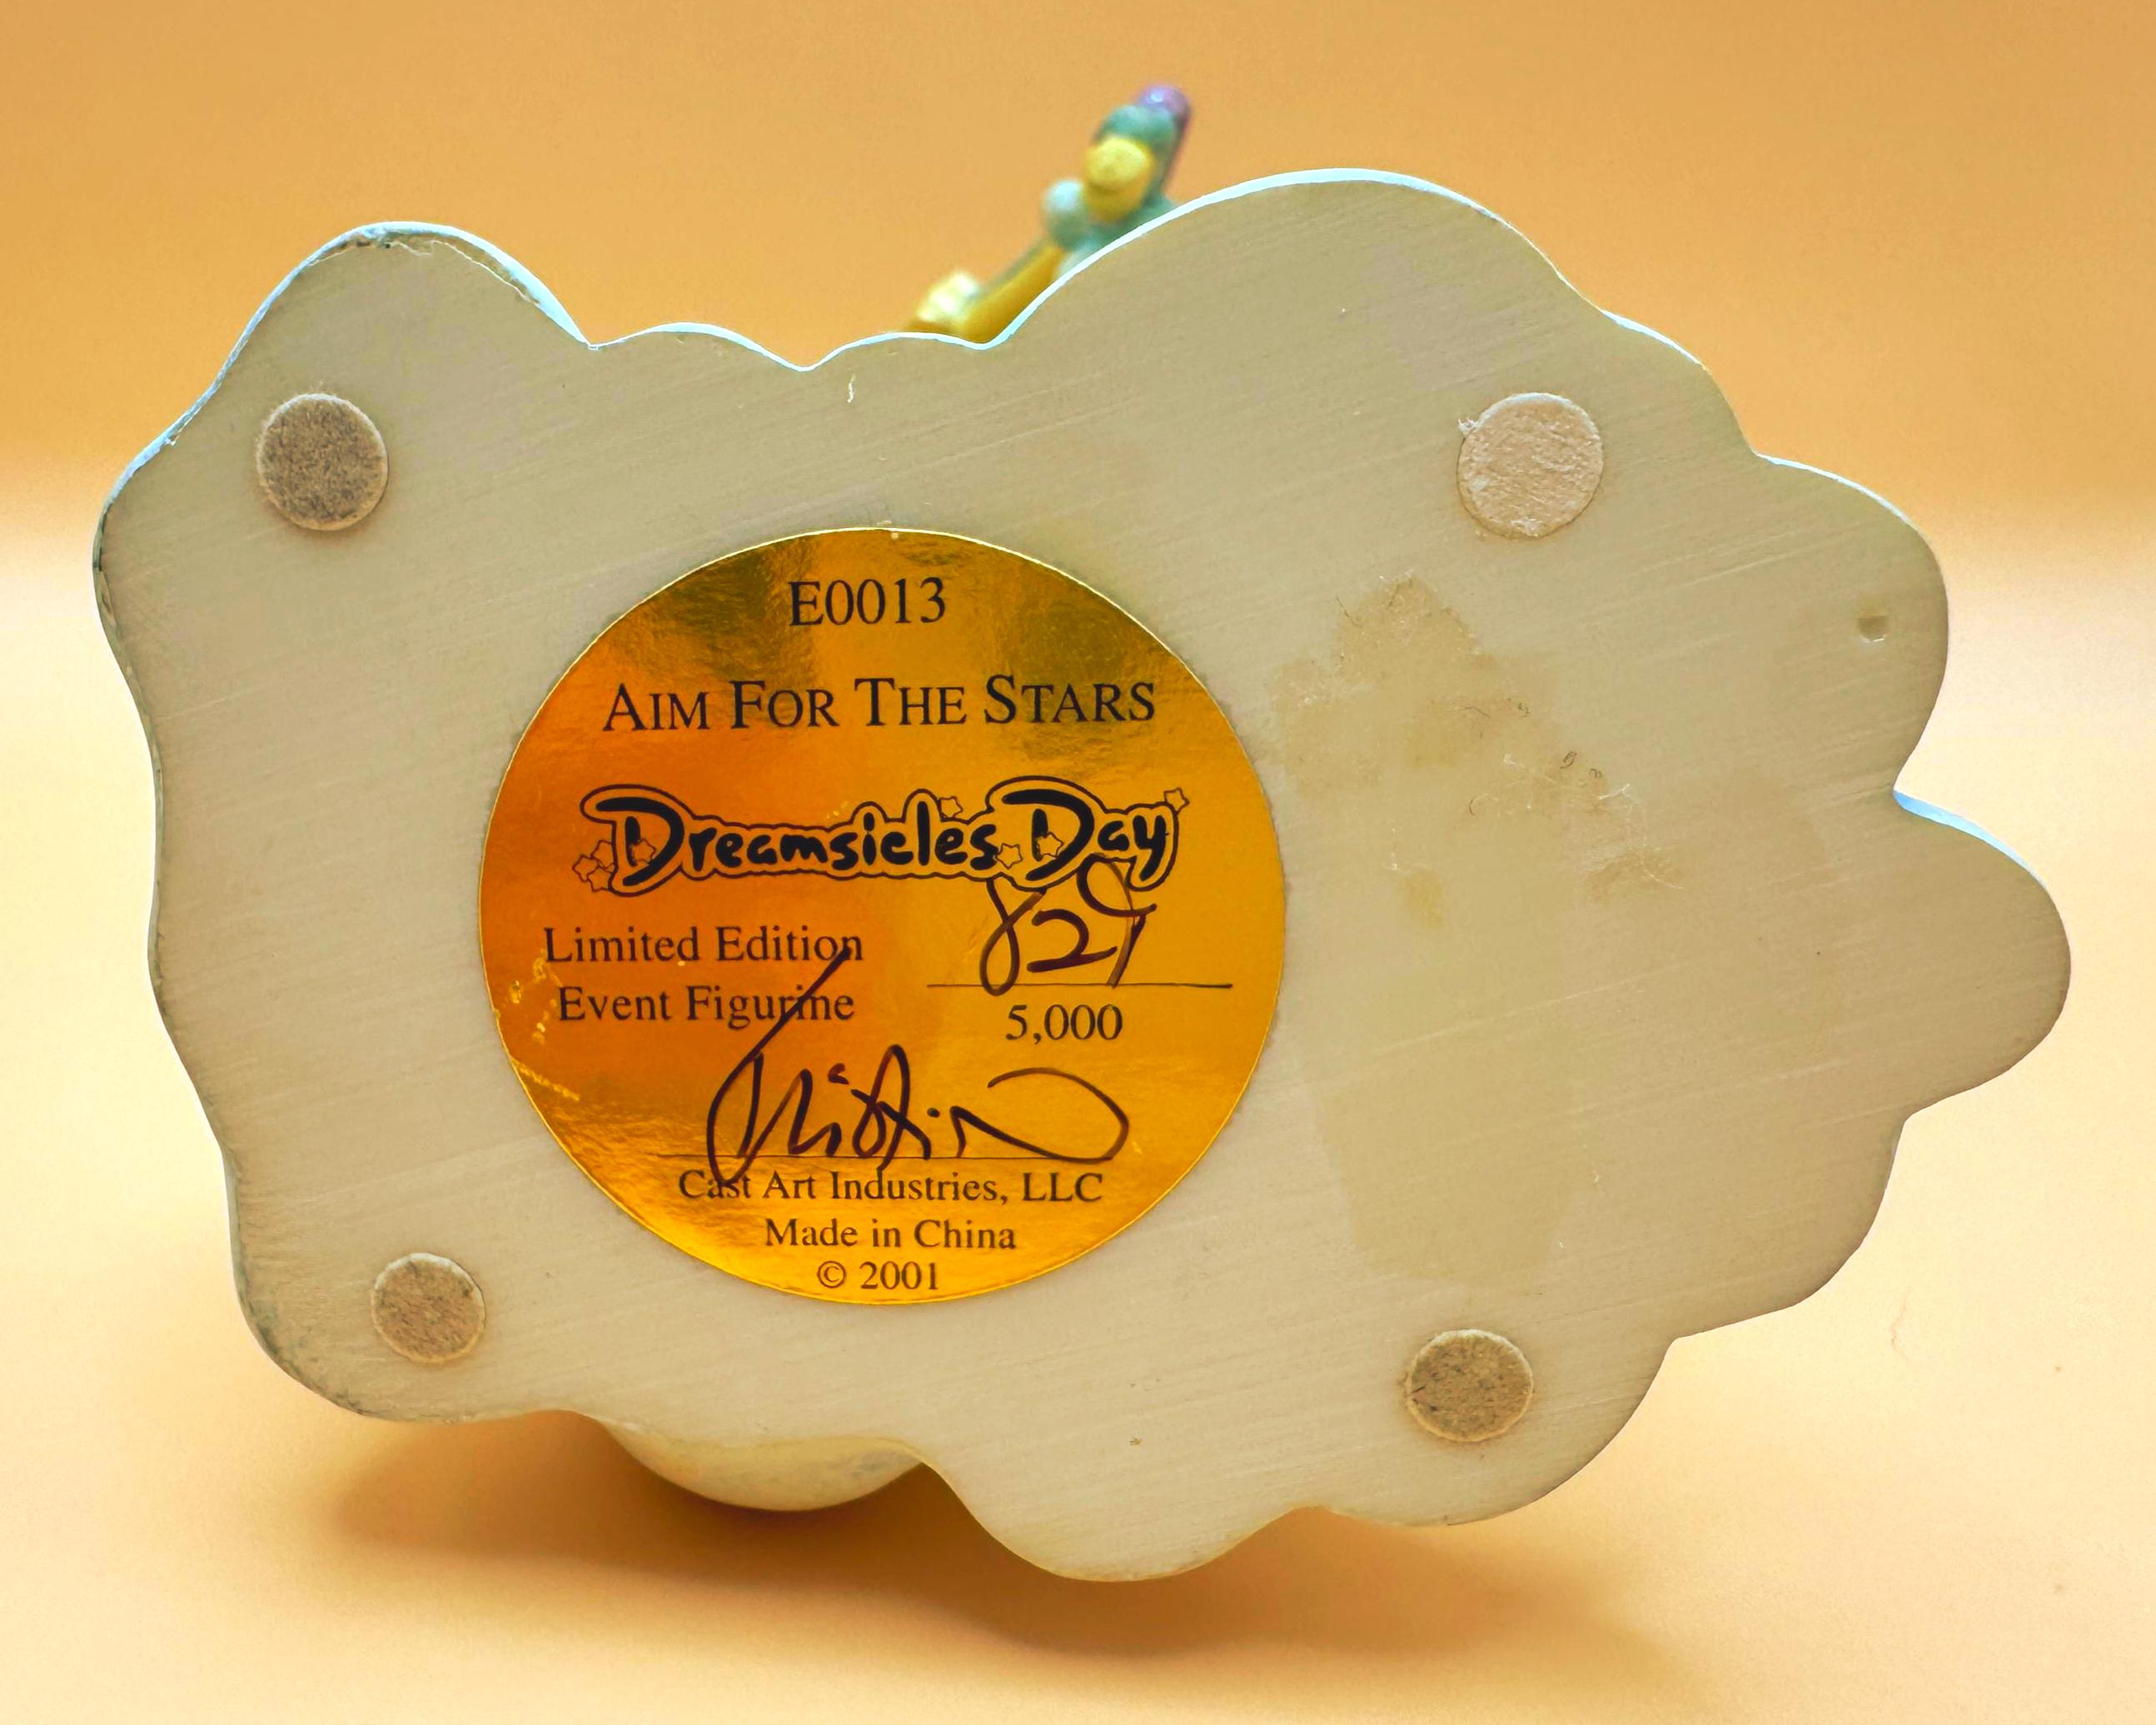 E0013
AIM FOR THE STARS
Dreamsicles Day
Limited Edition
Event Figurine
829
5,000
Kristin
Cast Art Industries, LLC
Made in China
© 2001